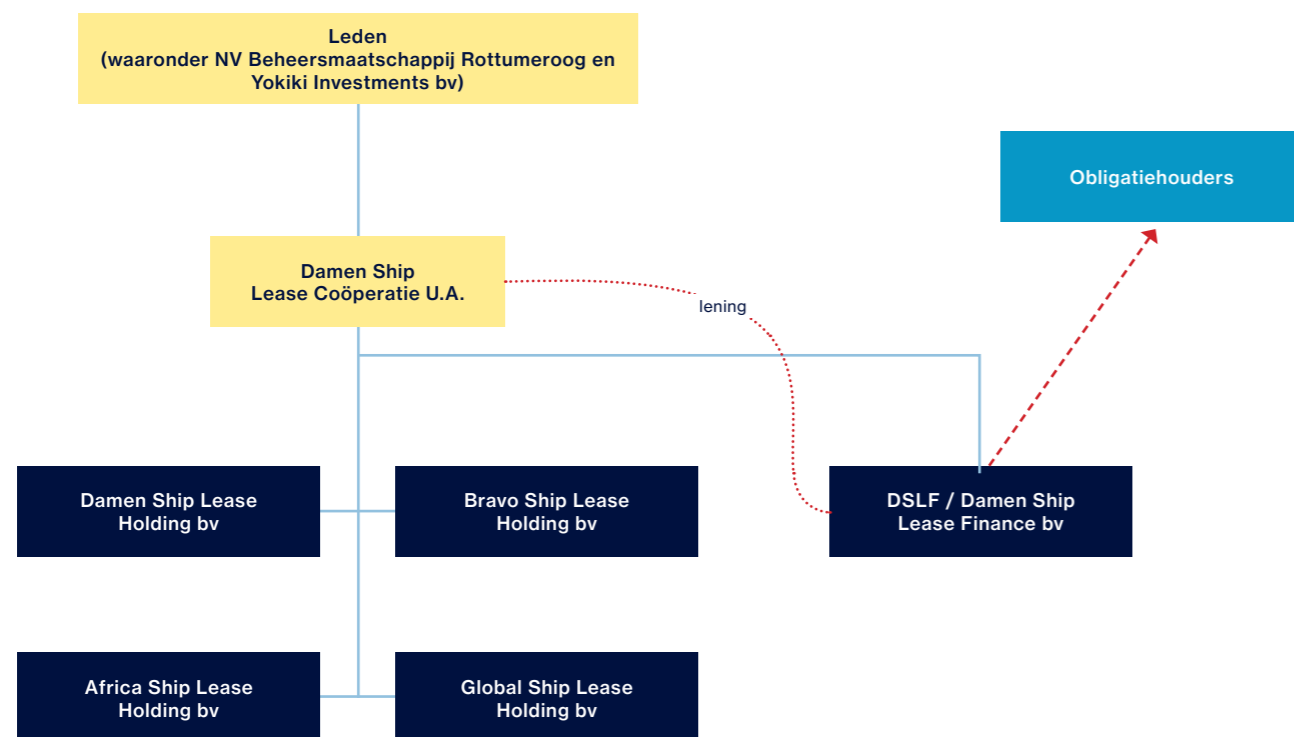 Leden
(waaronder NV Beheersmaatschappij Rottumeroog en
Yokiki Investments bv)
Obligatiehouders
Damen Ship
Lease Coöperatie U.A.
lening
Damen Ship Lease
Holding bv
Bravo Ship Lease
Holding bv
DSLF / Damen Ship
Lease Finance bv
Africa Ship Lease
Holding bv
Global Ship Lease
Holding bv